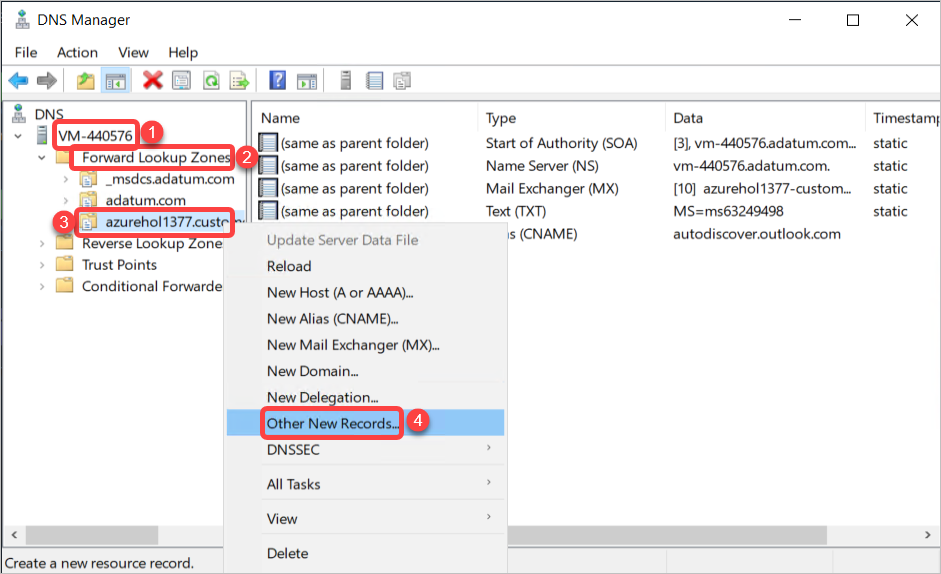 DNS Manager
File Action View Help
DNS
VM-440576 1
Forward Lookup Zones 2
_msdcs.adatum.com
adatum.com
3 azurehol1377.custom
Reverse Lookup Zone
Trust Points
Conditional Forwarde
Name Type Data Timestamp
(same as parent folder) Start of Authority (SOA) [3], vm-440576.adatum.com... static
(same as parent folder) Name Server (NS) vm-440576.adatum.com. static
(same as parent folder) Mail Exchanger (MX) [10] azurehol1377-custom... static
(same as parent folder) Text (TXT) MS=ms63249498 static
s (CNAME) autodiscover.outlook.com
Update Server Data File
Reload
New Host (A or AAAA)...
New Alias (CNAME)...
New Mail Exchanger (MX)...
New Domain...
New Delegation...
Other New Records... 4
DNSSEC
All Tasks
View
Delete
Create a new resource record.